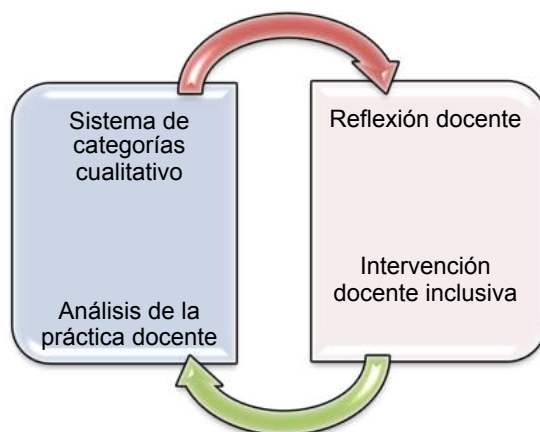 Sistema de
categorías
cualitativo
Análisis de la
práctica docente
Reflexión docente
Intervención
docente inclusiva